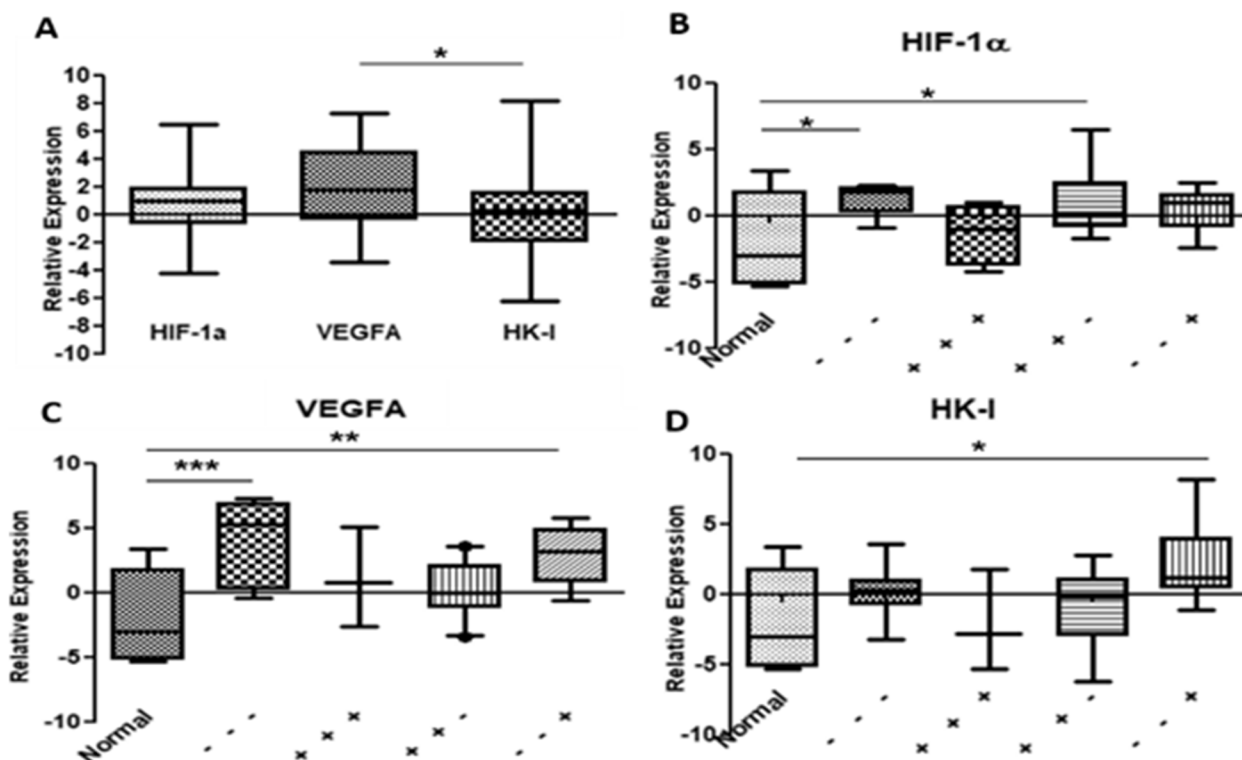 A
*
Relative Expression
10
8
6
4
2
0
-2
-4
-6
-8
-10
HIF-1a VEGFA HK-I
B
HIF-1α
*
*
Relative Expression
10
5
0
-5
-10
Normal - - - + + + + + - - - +
C
VEGFA
**
***
Relative Expression
10
5
0
-5
-10
Normal - - - + + + + + - - - +
D
HK-I
*
Relative Expression
10
5
0
-5
-10
Normal - - - + + + + + - - - +